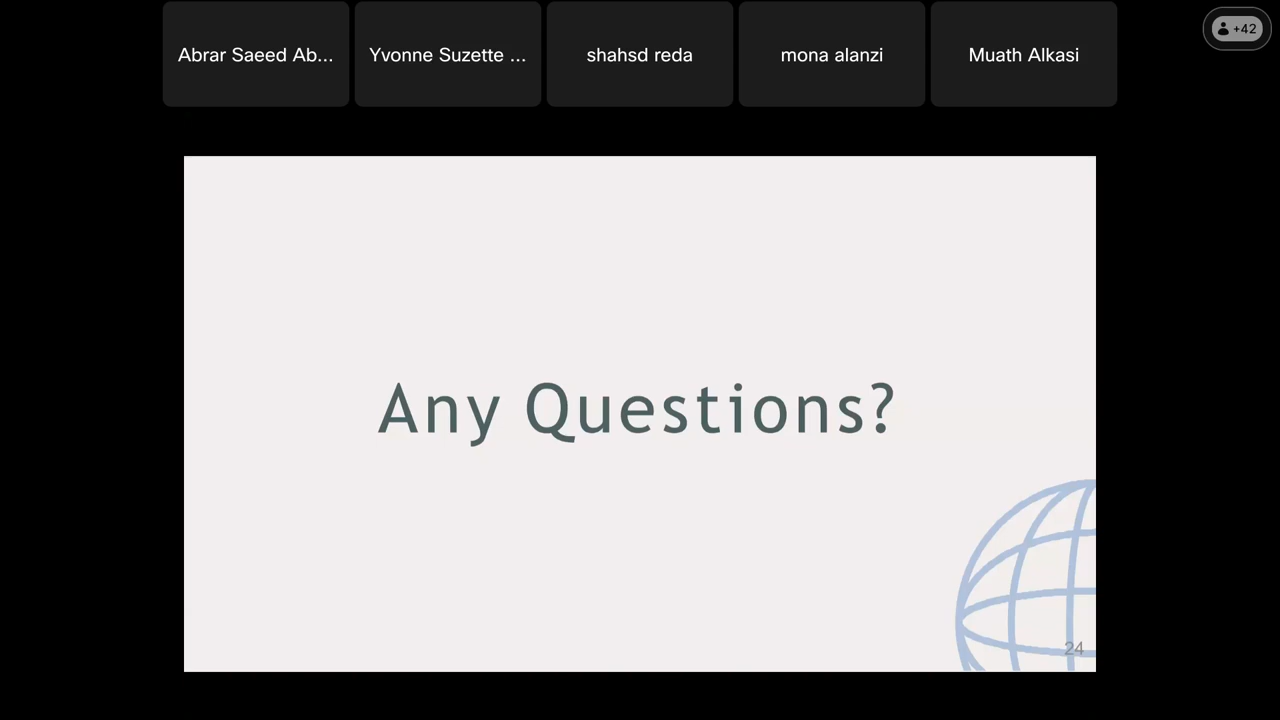 Abrar Saeed Ab...
Yvonne Suzette ...
shahsd reda
mona alanzi
Muath Alkasi
+42
Any Questions?
24